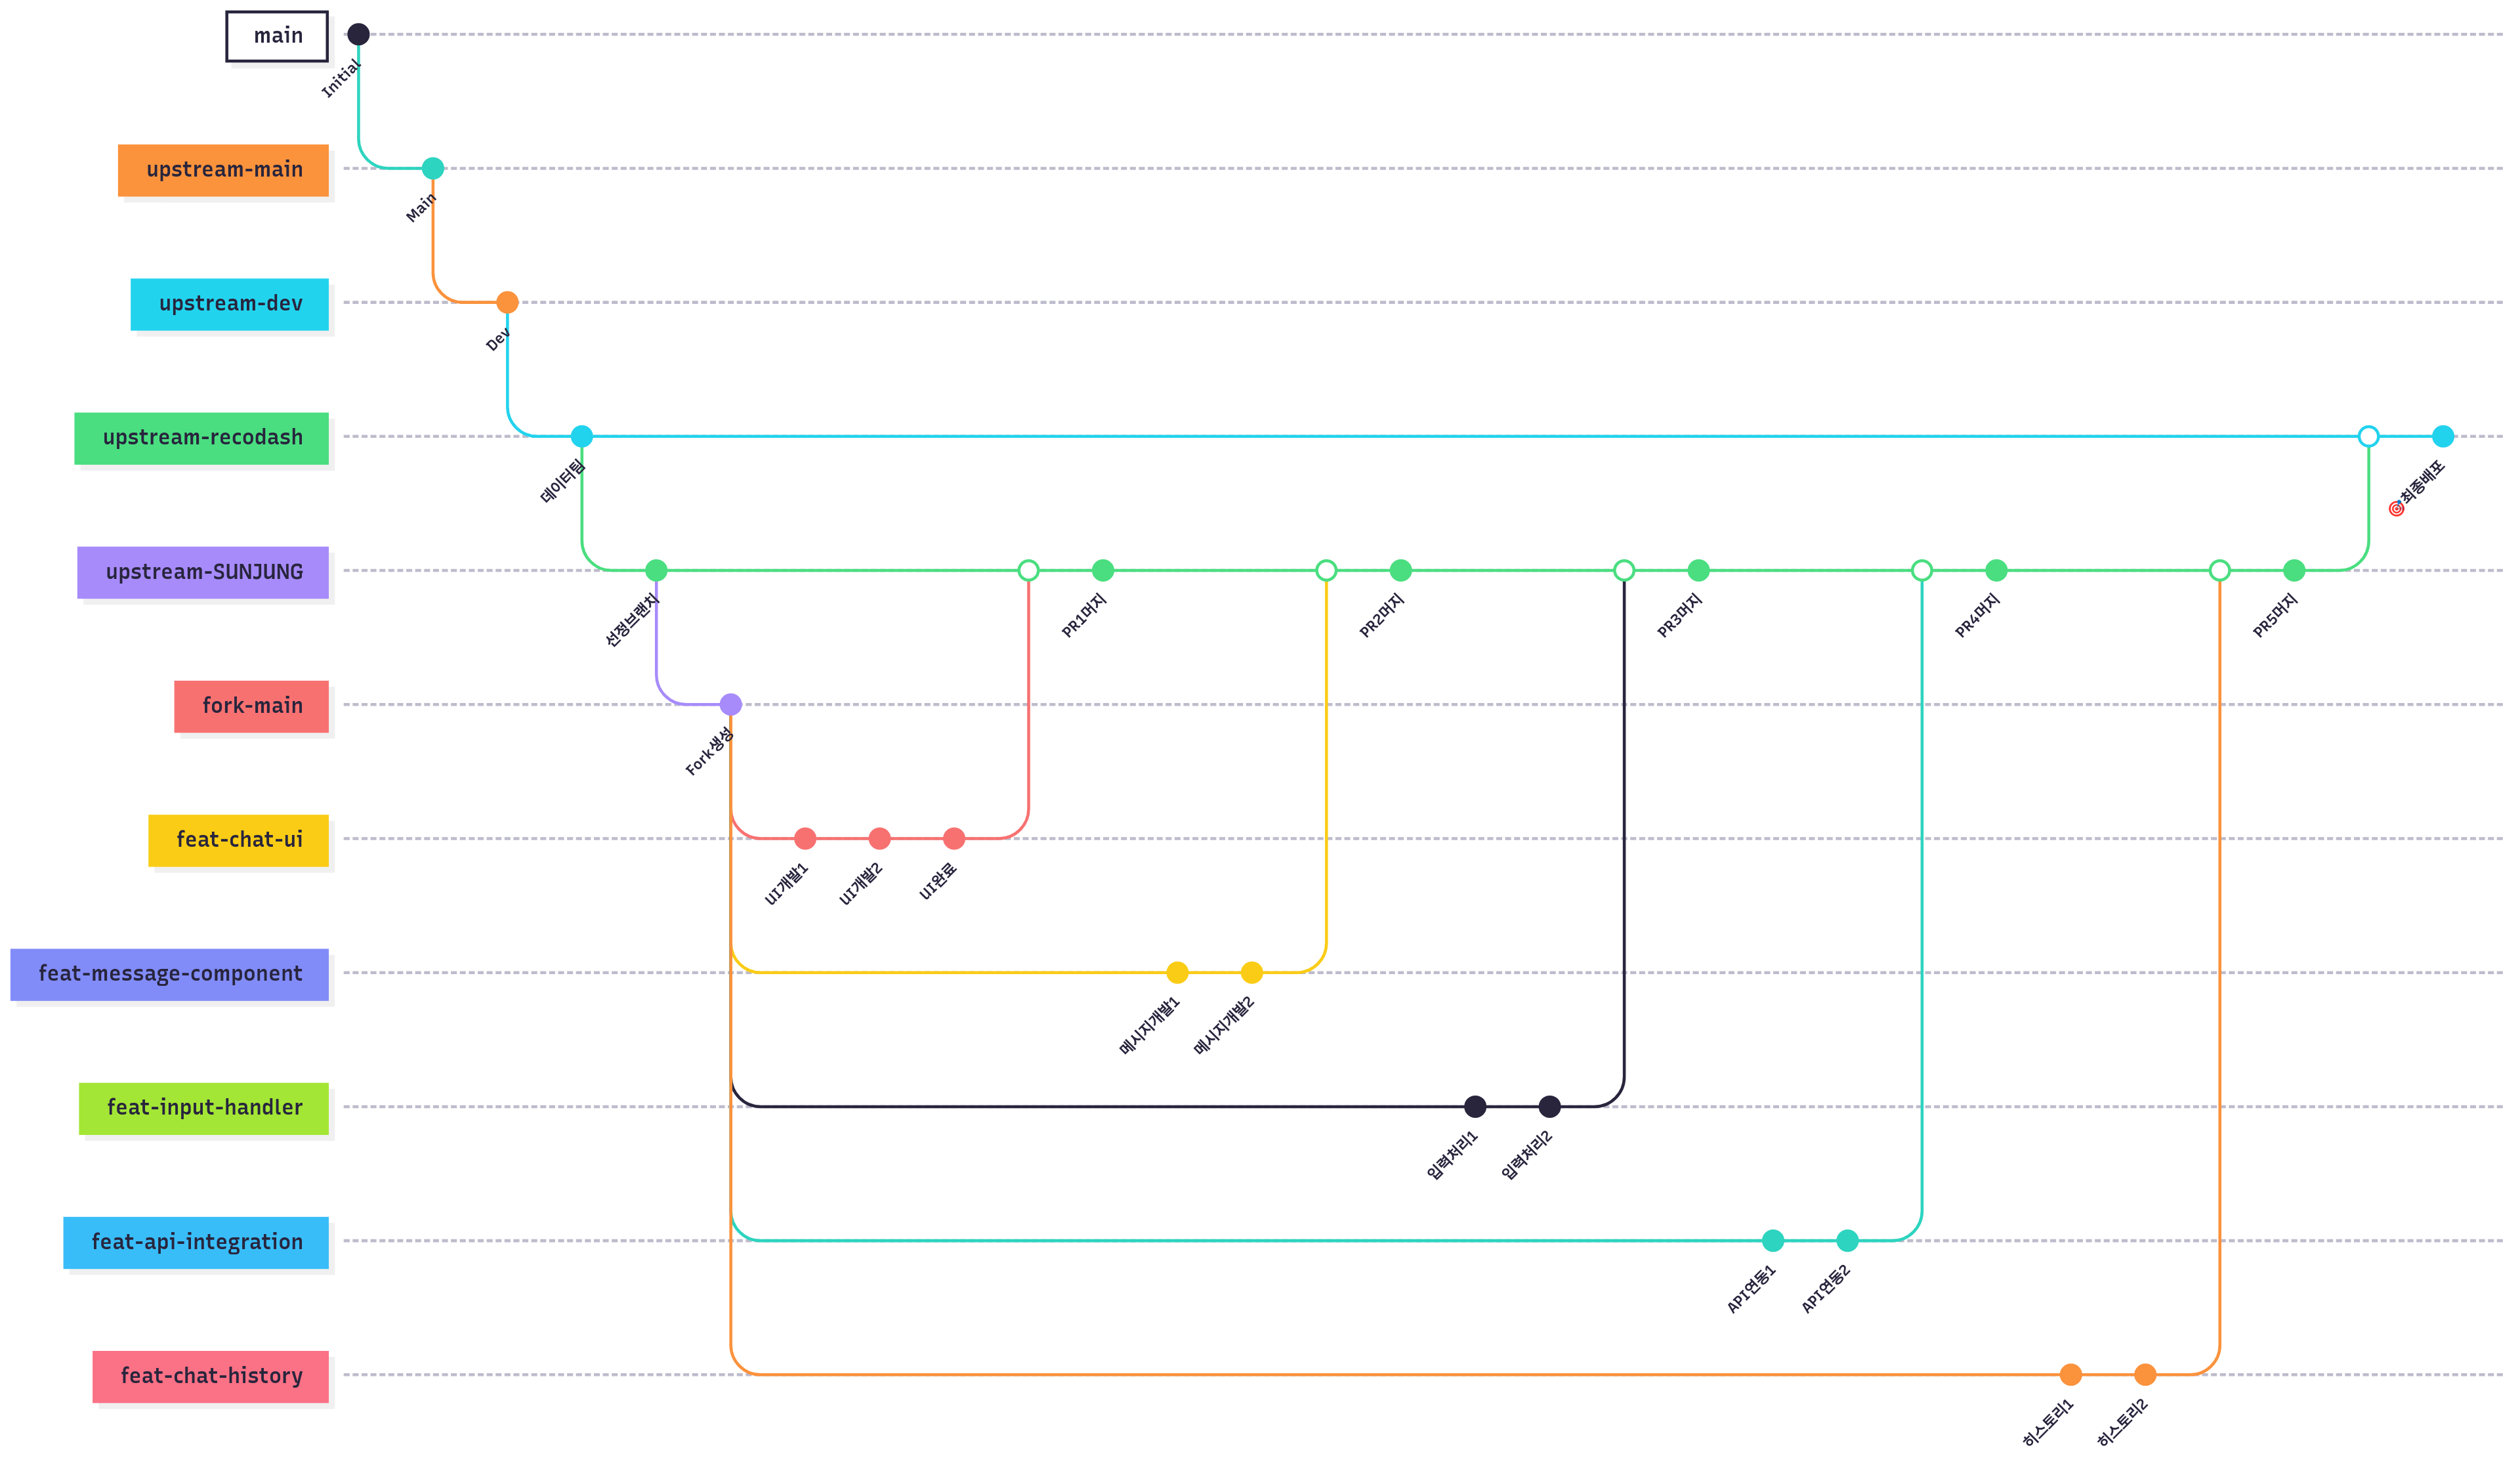 main
Initial
upstream-main
Main
upstream-dev
Dev
upstream-recodash
데이터팀
🎯최종배포
upstream-SUNJUNG
선정브랜치
PR1머지
PR2머지
PR3머지
PR4머지
PR5머지
fork-main
Fork생성
feat-chat-ui
UI개발1
UI개발2
UI완료
feat-message-component
메시지개발1
메시지개발2
feat-input-handler
입력처리1
입력처리2
feat-api-integration
API연동1
API연동2
feat-chat-history
히스토리1
히스토리2